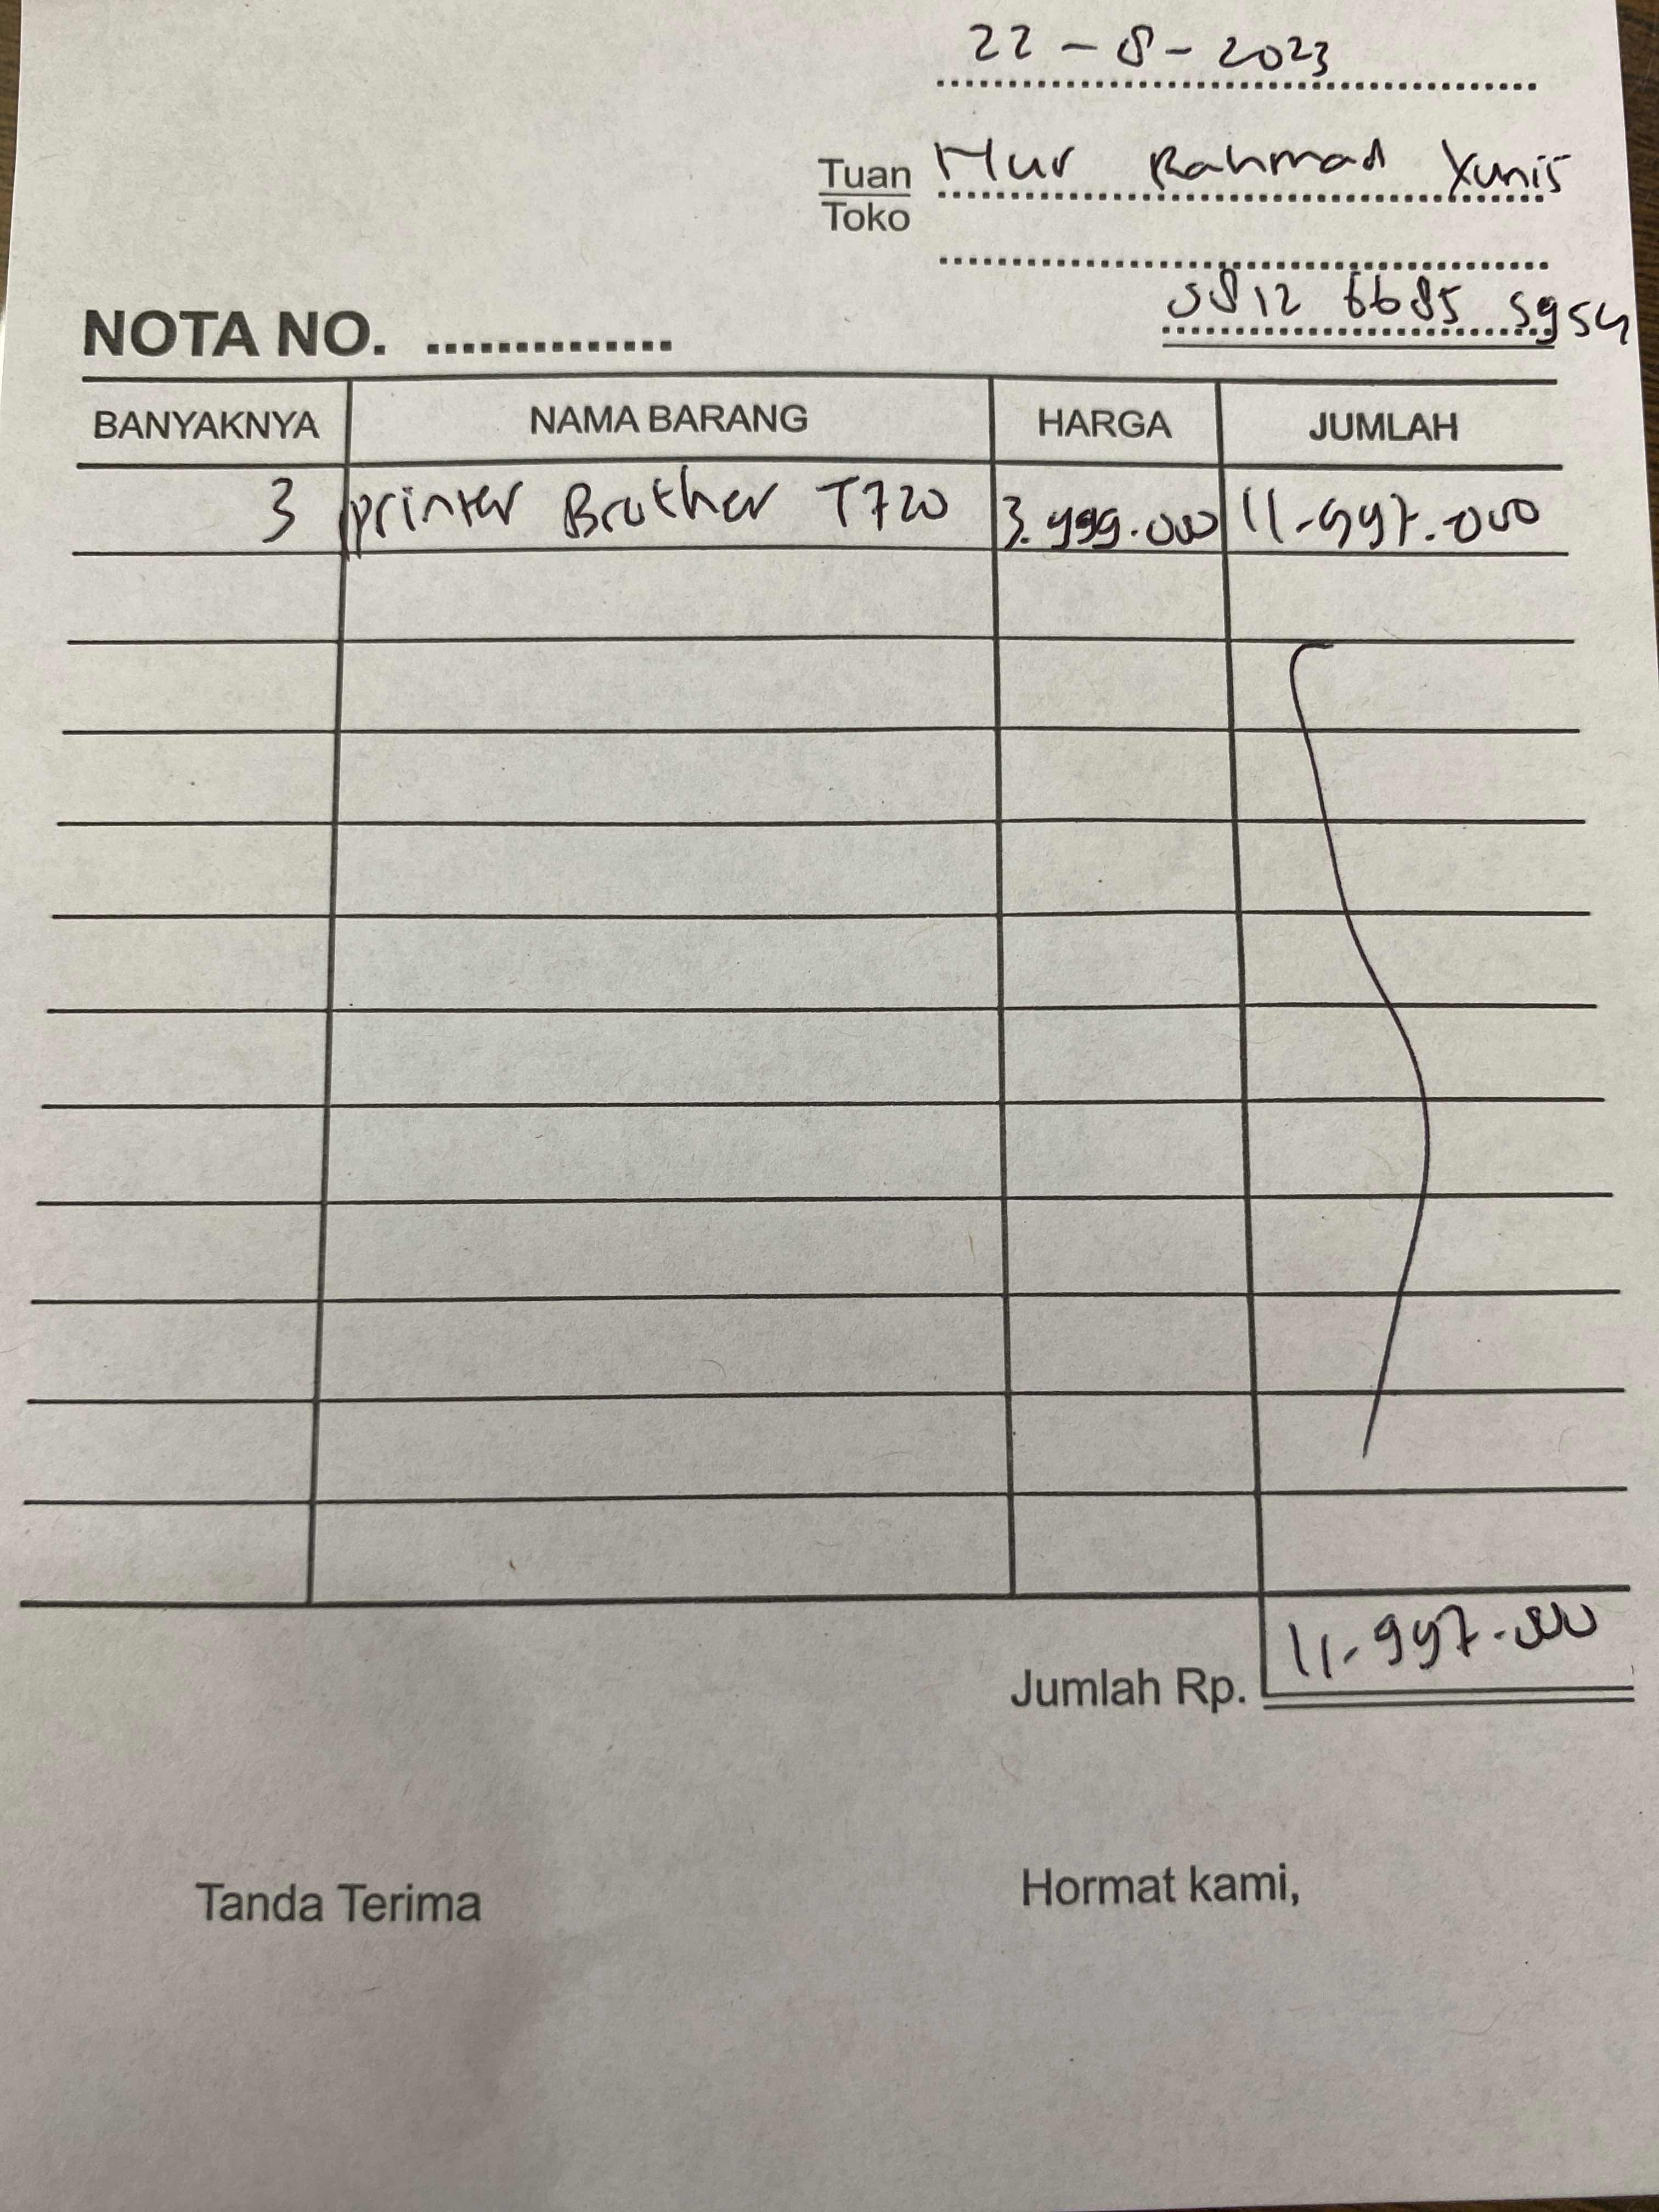 22 - 8 - 2023
Tuan Nur Rahmad Yunis
Toko
0812 6685 5954
NOTA NO. ..............
BANYAKNYA NAMA BARANG HARGA JUMLAH
3 printer Brother T720 3.999.000 11.997.000
Jumlah Rp. 11.997.000
Tanda Terima Hormat kami,